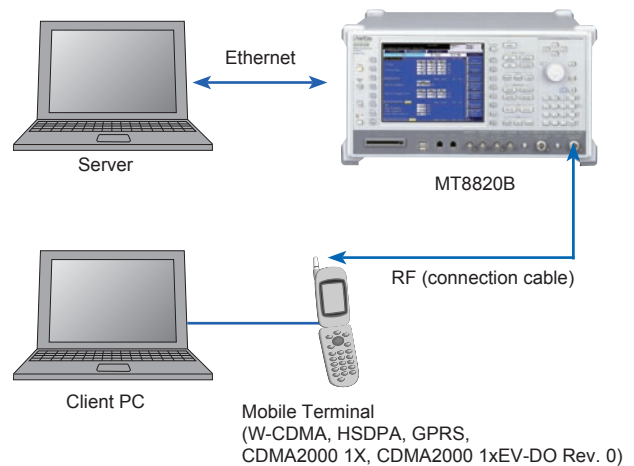 Ethernet
Server
MT8820B
RF (connection cable)
Client PC
Mobile Terminal
(W-CDMA, HSDPA, GPRS,
CDMA2000 1X, CDMA2000 1xEV-DO Rev. 0)